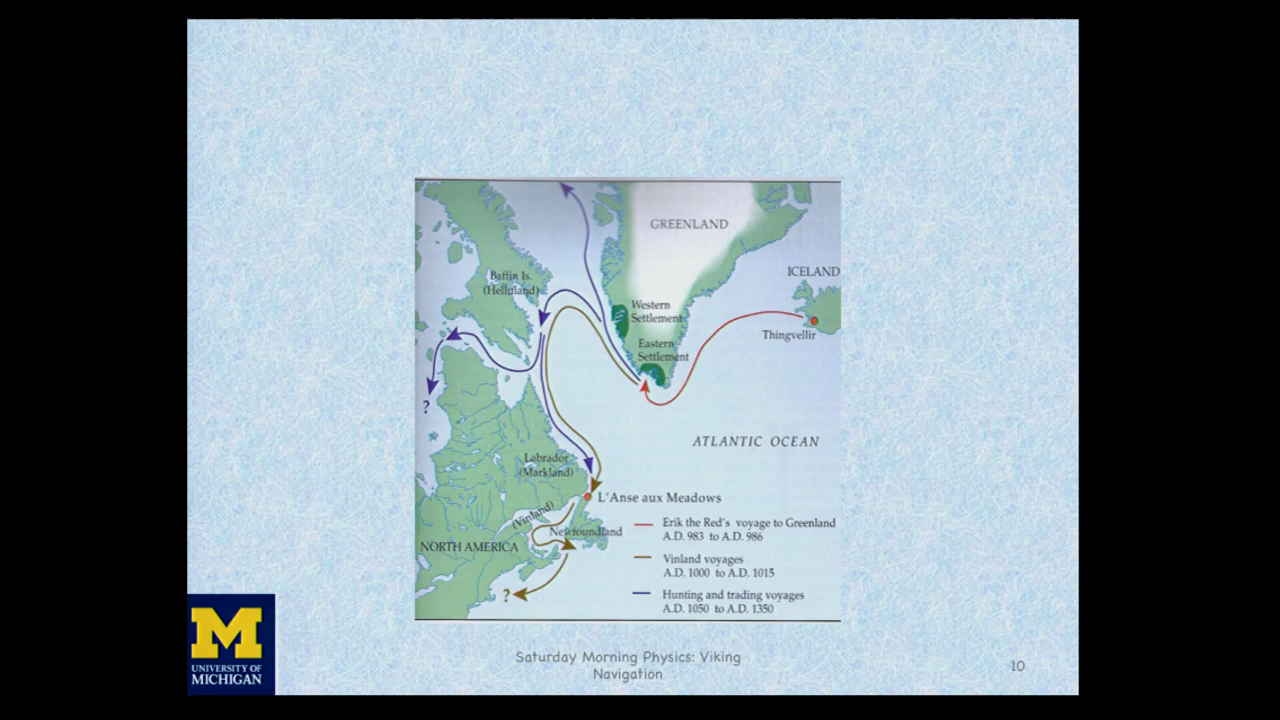 GREENLAND
ICELAND
Baffin Is.
(Helluland)
Western
Settlement
Thingvellir
Eastern
Settlement
?
ATLANTIC OCEAN
Labrador
(Markland)
L'Anse aux Meadows
(Vinland)
Newfoundland
NORTH AMERICA
?
Erik the Red's voyage to Greenland
A.D. 983 to A.D. 986
Vinland voyages
A.D. 1000 to A.D. 1015
Hunting and trading voyages
A.D. 1050 to A.D. 1350
M
UNIVERSITY OF
MICHIGAN
Saturday Morning Physics: Viking
Navigation
10